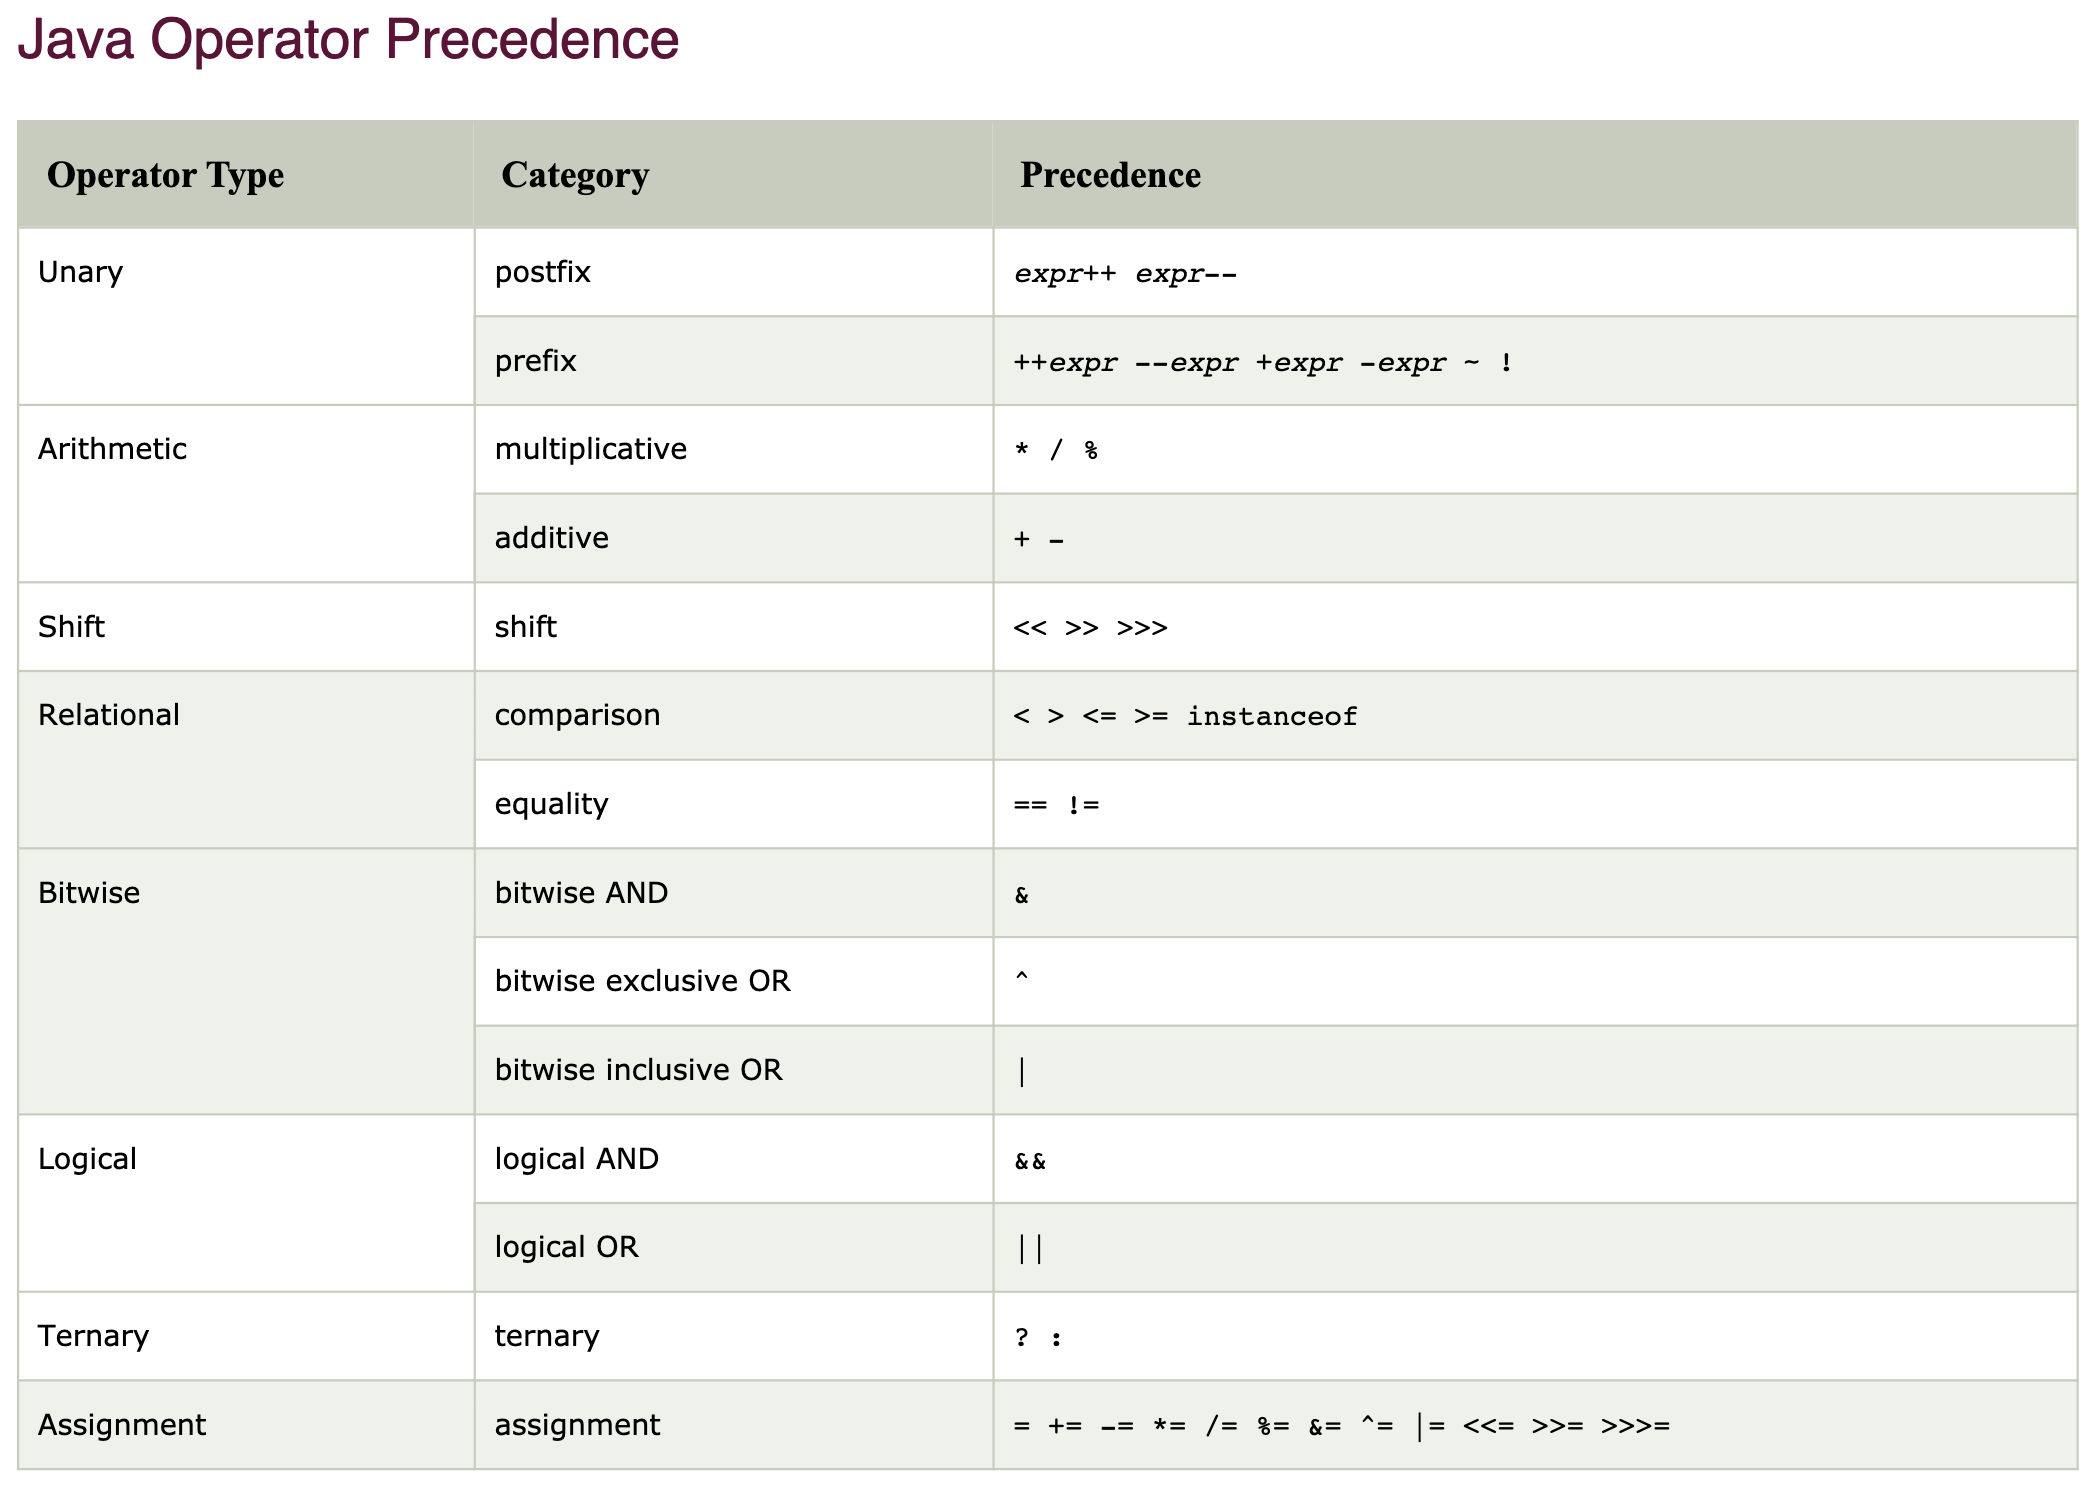 Java Operator Precedence
Operator Type Category Precedence
Unary postfix expr++ expr--
prefix ++expr --expr +expr -expr ~ !
Arithmetic multiplicative * / %
additive + -
Shift shift << >> >>>
Relational comparison < > <= >= instanceof
equality == !=
Bitwise bitwise AND &
bitwise exclusive OR ^
bitwise inclusive OR |
Logical logical AND &&
logical OR ||
Ternary ternary ? :
Assignment assignment = += -= *= /= %= &= ^= |= <<= >>= >>>=